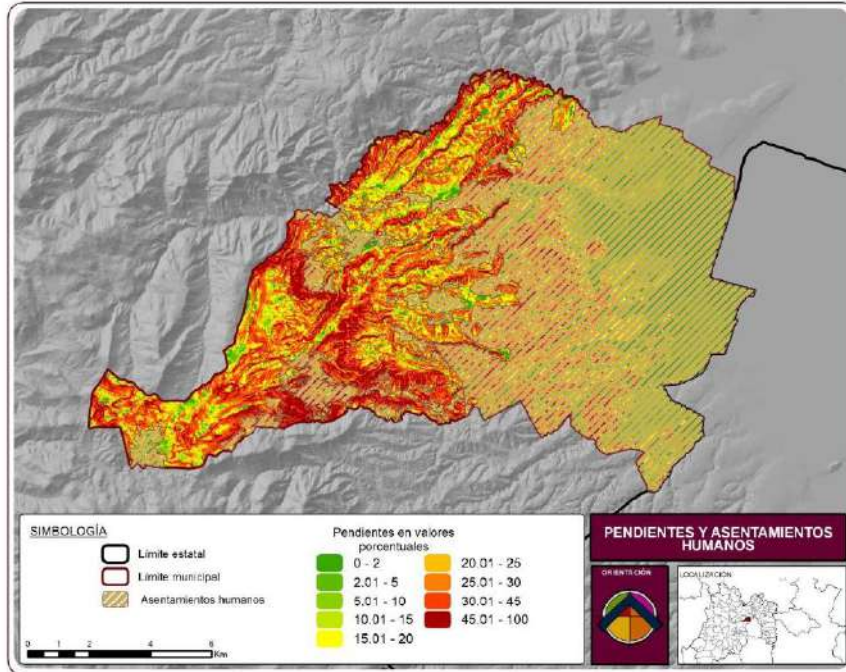 SIMBOLOGÍA
Límite estatal
Límite municipal
Asentamientos humanos
0 1 2 4 6
Km
Pendientes en valores
porcentuales
0 - 2
2.01 - 5
5.01 - 10
10.01 - 15
15.01 - 20
20.01 - 25
25.01 - 30
30.01 - 45
45.01 - 100
PENDIENTES Y ASENTAMIENTOS
HUMANOS
ORIENTACIÓN
LOCALIZACIÓN